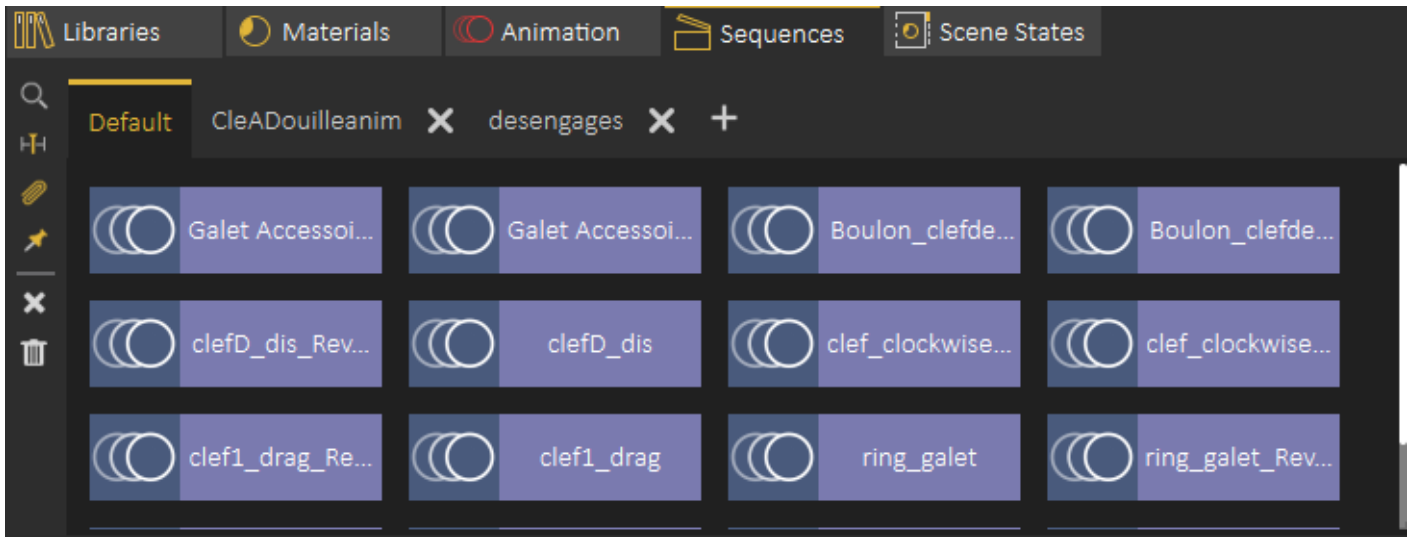 Libraries Materials Animation Sequences Scene States
Default CleADouilleanim desengages
Galet Accessoi... Galet Accessoi... Boulon_clefde... Boulon_clefde...
clefD_dis_Rev... clefD_dis clef_clockwise... clef_clockwise...
clef1_drag_Re... clef1_drag ring_galet ring_galet_Rev...